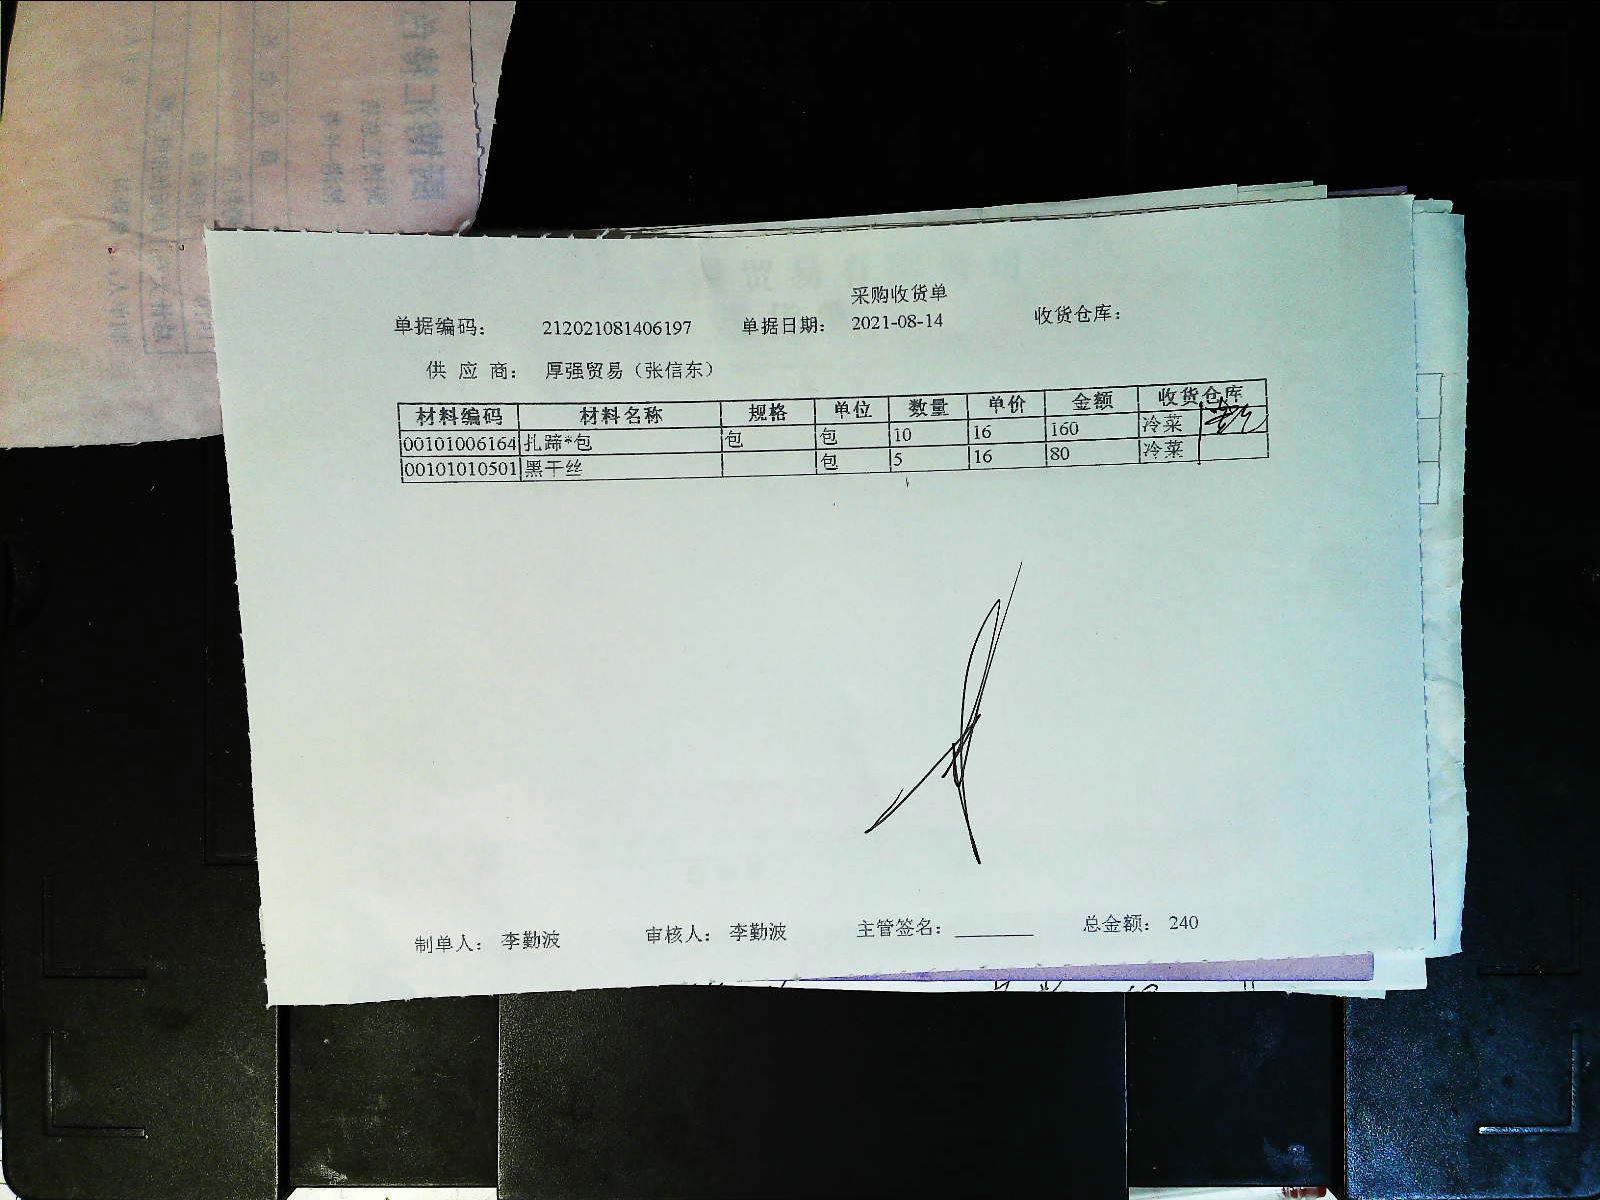 采购收货单
单据编码： 212021081406197 单据日期： 2021-08-14 收货仓库：
供 应 商： 厚强贸易（张信东）
材料编码 材料名称 规格 单位 数量 单价 金额 收货仓库
00101006164 扎蹄*包 包 包 10 16 160 冷菜
00101010501 黑干丝 包 5 16 80 冷菜
制单人： 李勤波 审核人： 李勤波 主管签名：_______ 总金额： 240